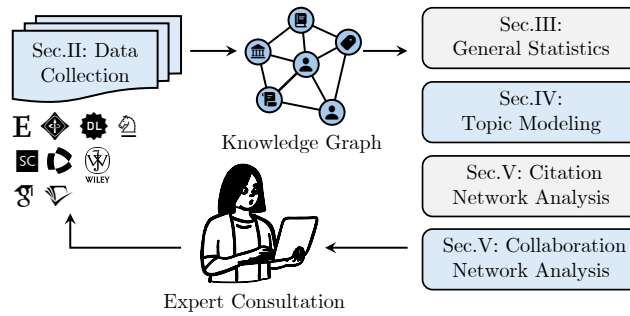 Sec.II: Data
Collection
Knowledge Graph
Sec.III:
General Statistics
Sec.IV:
Topic Modeling
Sec.V: Citation
Network Analysis
Sec.V: Collaboration
Network Analysis
E
DL
SC
WILEY
Expert Consultation